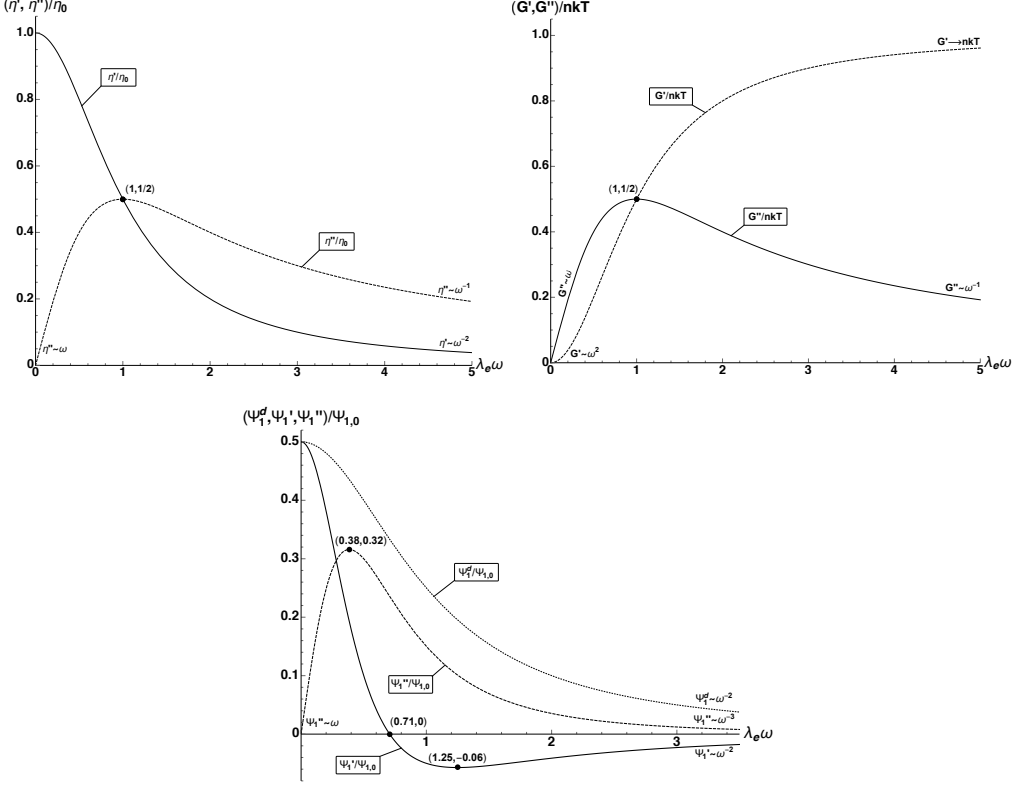 (η', η'')/η₀
1.0
0.8
0.6
0.4
0.2
0
η'/η₀
(1,1/2)
η''/η₀
η''~ω⁻¹
η'~ω⁻²
η''~ω
0 1 2 3 4 5
λₑω
(G',G'')/nkT
1.0
0.8
0.6
0.4
0.2
0
G'→nkT
G'/nkT
(1,1/2)
G''/nkT
G''~ω
G''~ω⁻¹
G'~ω²
0 1 2 3 4 5
λₑω
(Ψ₁ᵈ,Ψ₁',Ψ₁'')/Ψ₁,₀
0.5
0.4
0.3
0.2
0.1
0
(0.38,0.32)
Ψ₁ᵈ/Ψ₁,₀
Ψ₁''/Ψ₁,₀
Ψ₁ᵈ~ω⁻²
Ψ₁''~ω⁻³
Ψ₁''~ω
(0.71,0)
1 2 3
λₑω
Ψ₁'~ω⁻²
(1.25,-0.06)
Ψ₁'/Ψ₁,₀